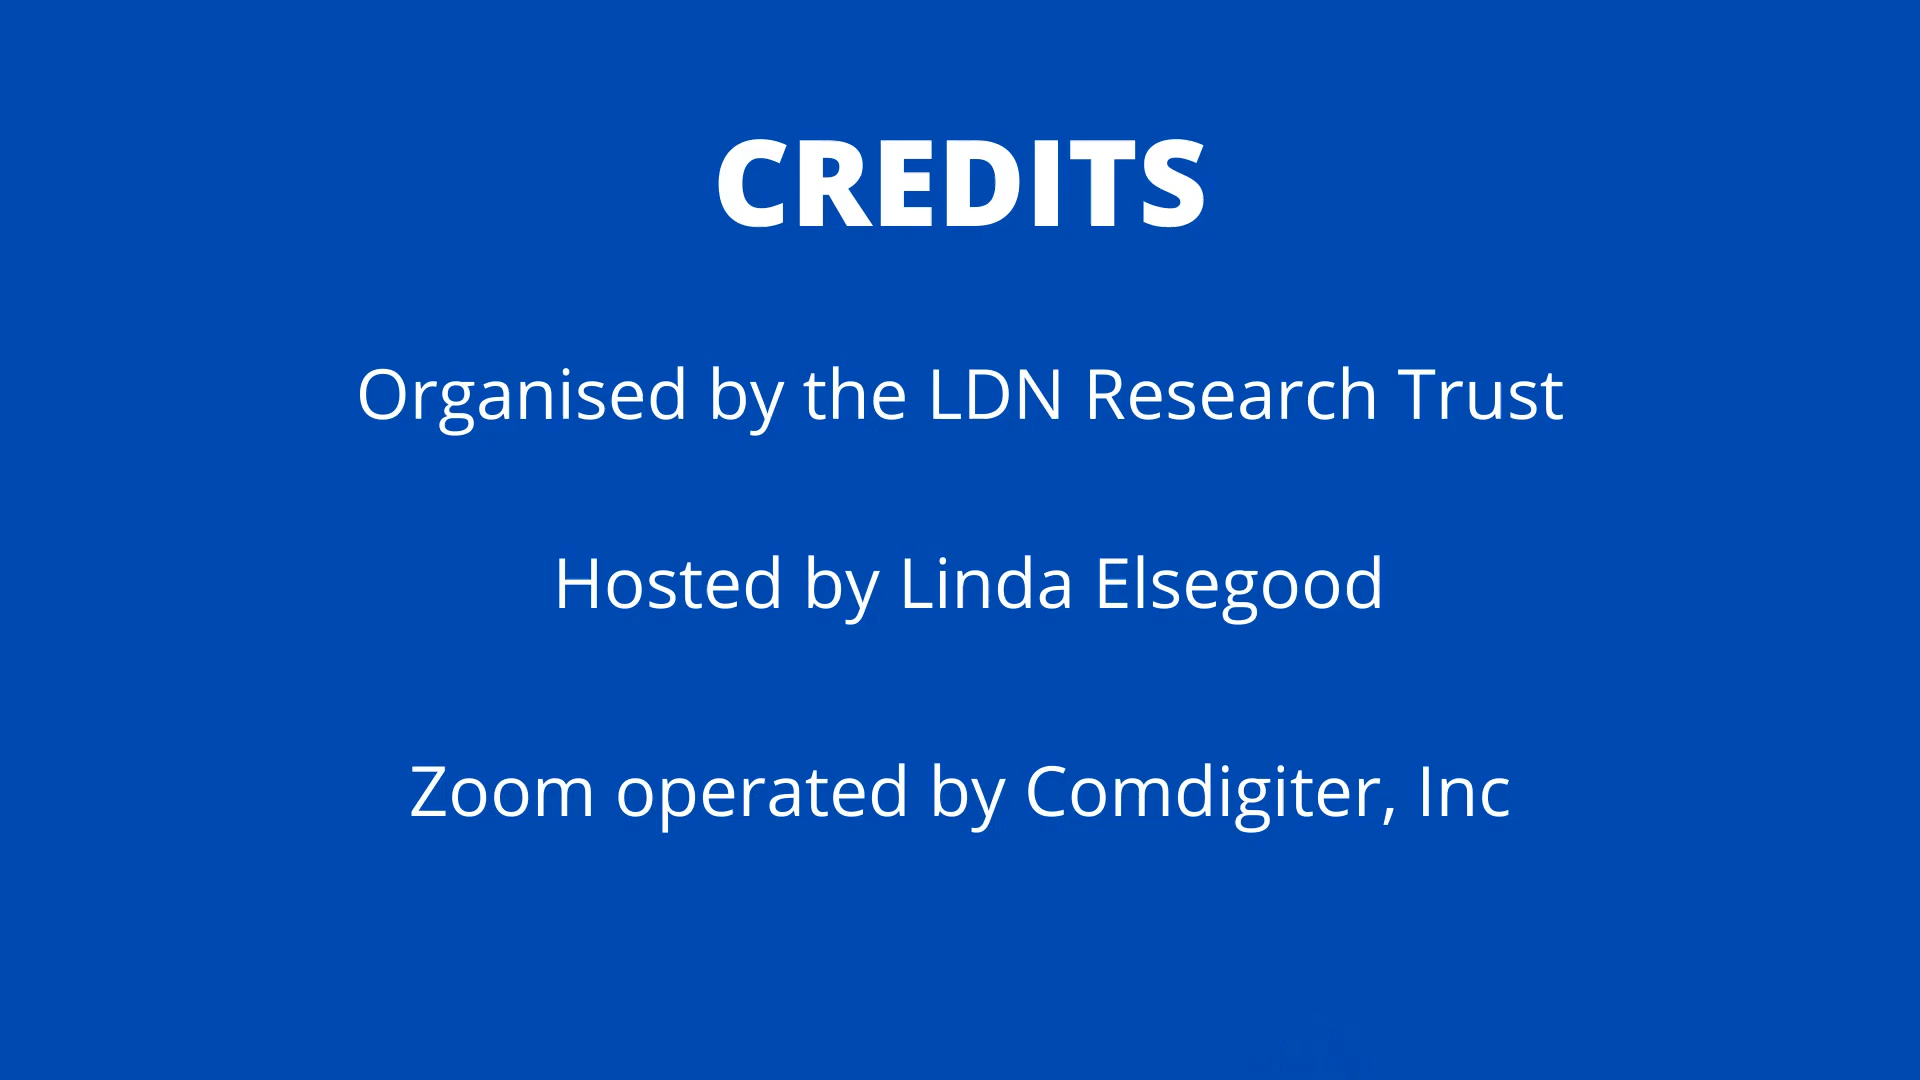 CREDITS
Organised by the LDN Research Trust
Hosted by Linda Elsegood
Zoom operated by Comdigiter, Inc